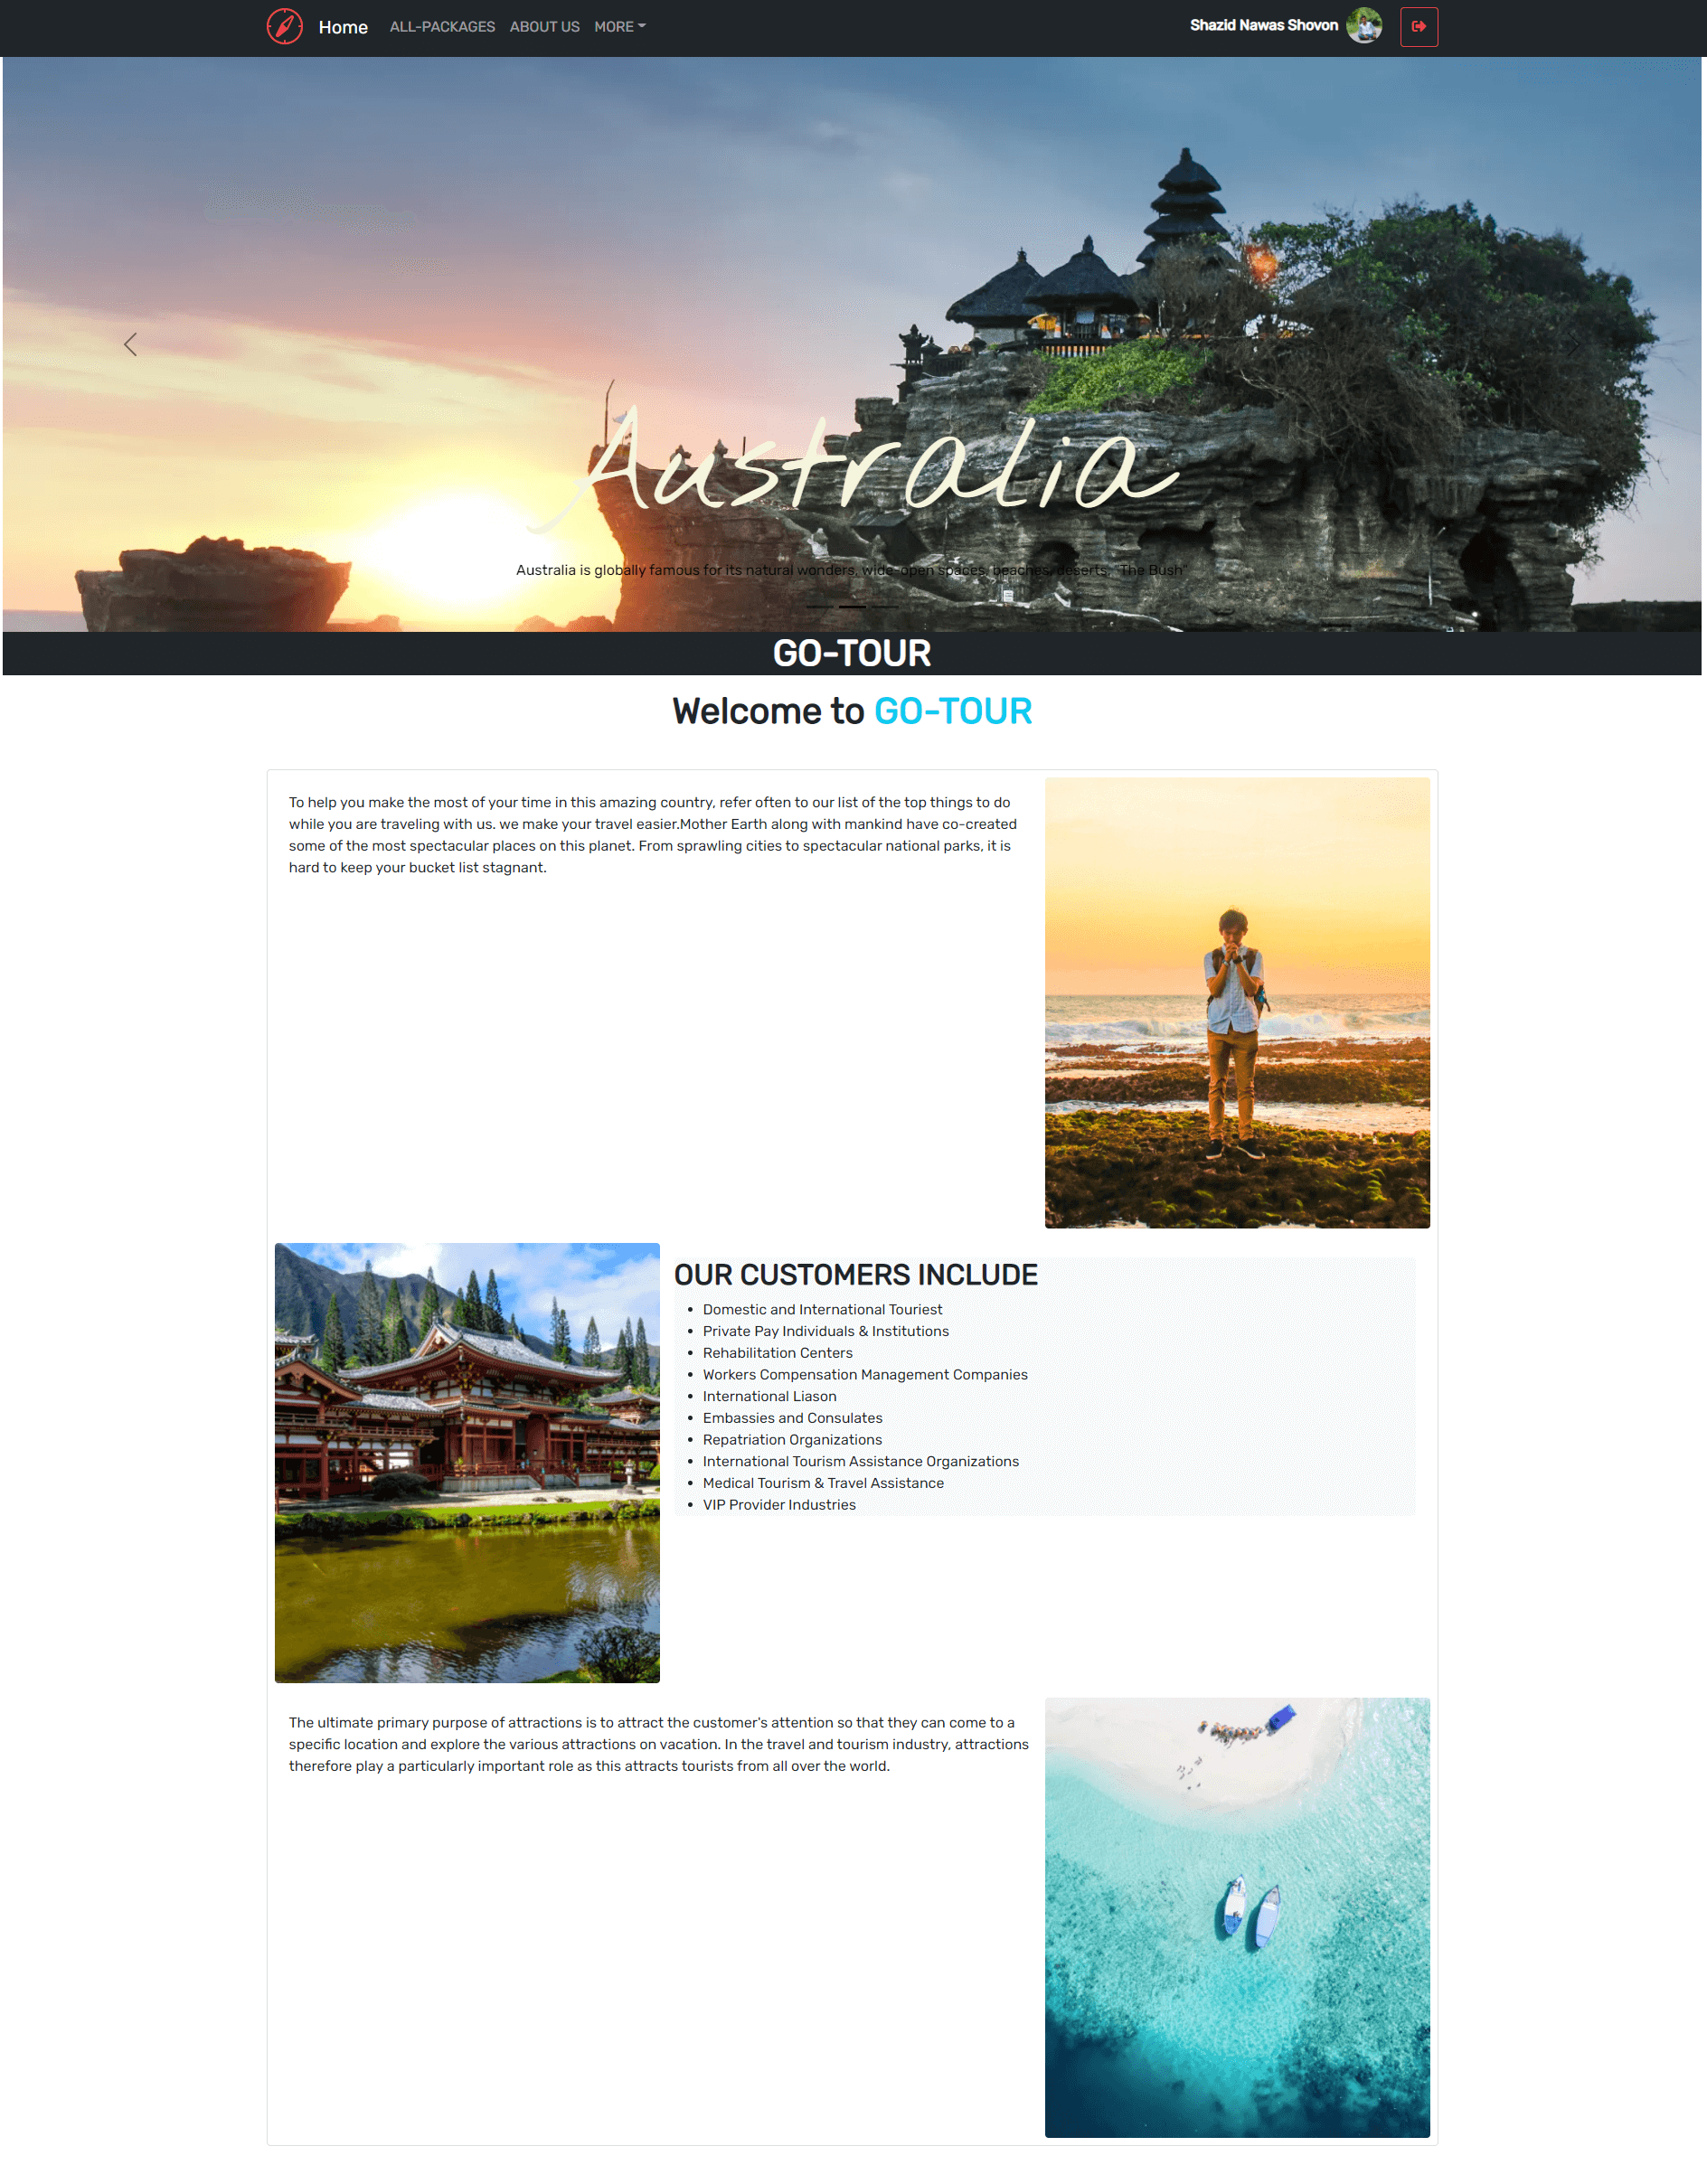 Home ALL-PACKAGES ABOUT US MORE Shazid Nawas Shovon
Australia
Australia is globally famous for its natural wonders, wide-open spaces, beaches, deserts, "The Bush"
GO-TOUR
Welcome to GO-TOUR
To help you make the most of your time in this amazing country, refer often to our list of the top things to do
while you are traveling with us. we make your travel easier.Mother Earth along with mankind have co-created
some of the most spectacular places on this planet. From sprawling cities to spectacular national parks, it is
hard to keep your bucket list stagnant.
OUR CUSTOMERS INCLUDE
• Domestic and International Touriest
• Private Pay Individuals & Institutions
• Rehabilitation Centers
• Workers Compensation Management Companies
• International Liason
• Embassies and Consulates
• Repatriation Organizations
• International Tourism Assistance Organizations
• Medical Tourism & Travel Assistance
• VIP Provider Industries
The ultimate primary purpose of attractions is to attract the customer's attention so that they can come to a
specific location and explore the various attractions on vacation. In the travel and tourism industry, attractions
therefore play a particularly important role as this attracts tourists from all over the world.